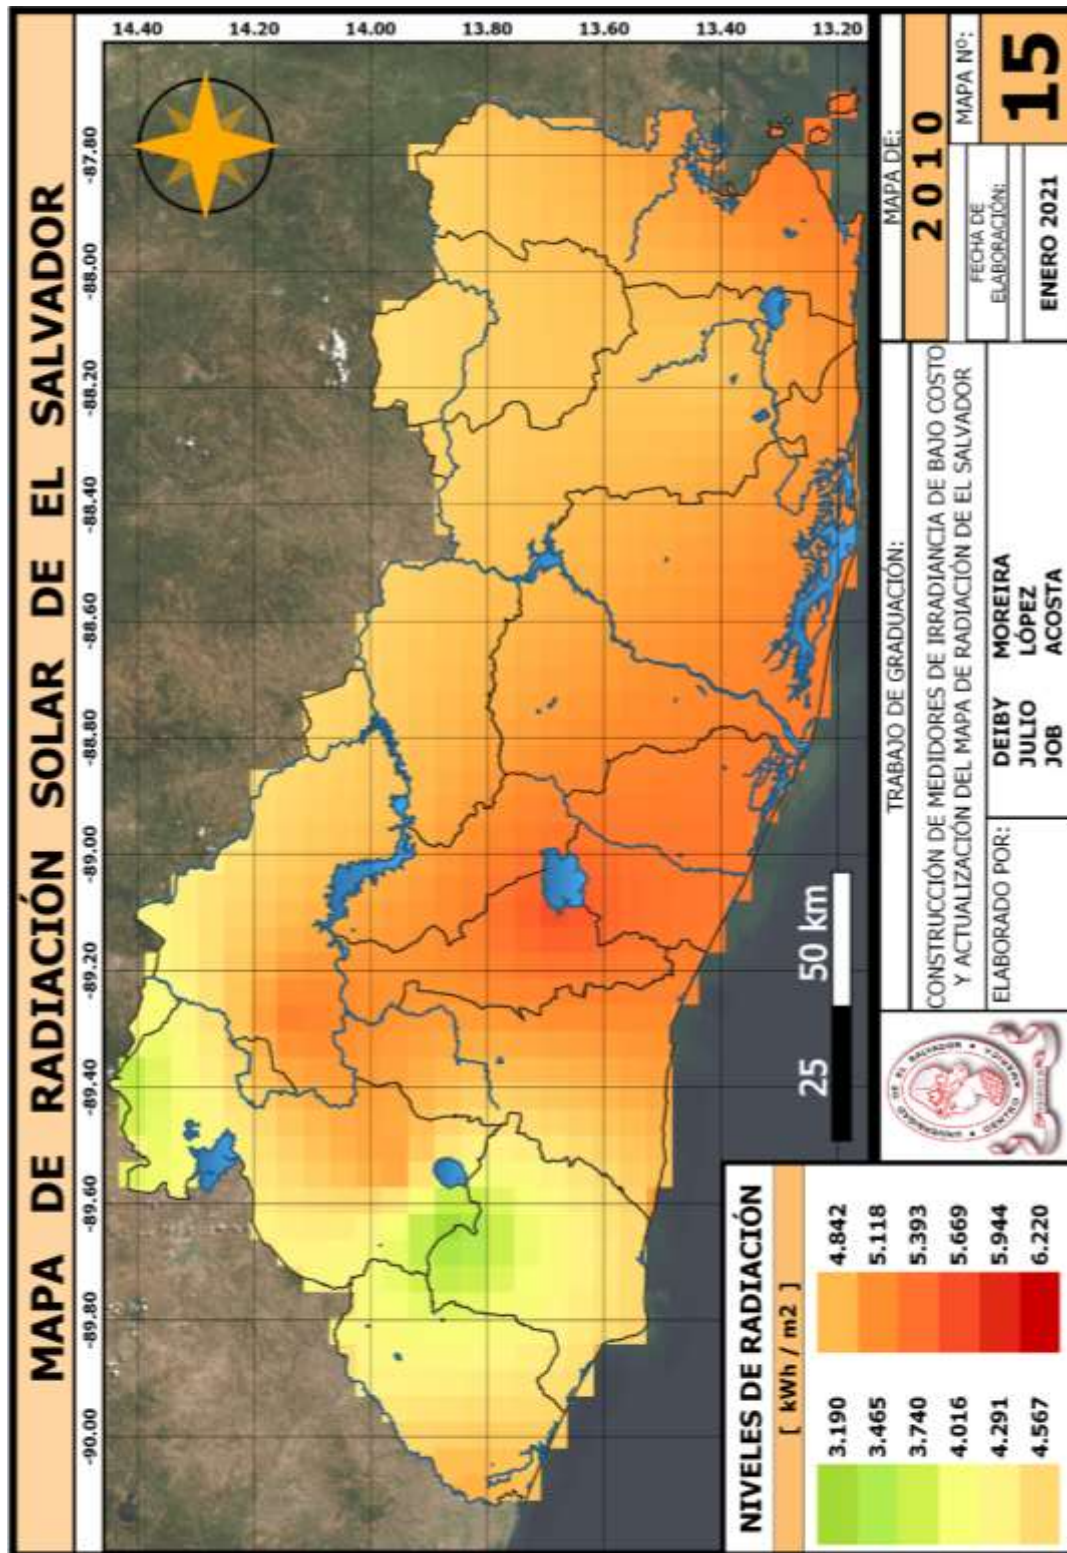 MAPA DE RADIACIÓN SOLAR DE EL SALVADOR
-90.00 -89.80 -89.60 -89.40 -89.20 -89.00 -88.80 -88.60 -88.40 -88.20 -88.00 -87.80
14.40
14.20
14.00
13.80
13.60
13.40
13.20
25 50 km
NIVELES DE RADIACIÓN
[ kWh / m2 ]
3.190 4.842
3.465 5.118
3.740 5.393
4.016 5.669
4.291 5.944
4.567 6.220
UNIVERSIDAD DE EL SALVADOR
CENTRO AMERICA
TRABAJO DE GRADUACIÓN:
CONSTRUCCIÓN DE MEDIDORES DE IRRADIANCIA DE BAJO COSTO
Y ACTUALIZACIÓN DEL MAPA DE RADIACIÓN DE EL SALVADOR
ELABORADO POR:
DEIBY MOREIRA
JULIO LÓPEZ
JOB ACOSTA
MAPA DE:
2010
FECHA DE
ELABORACIÓN:
ENERO 2021
MAPA Nº:
15